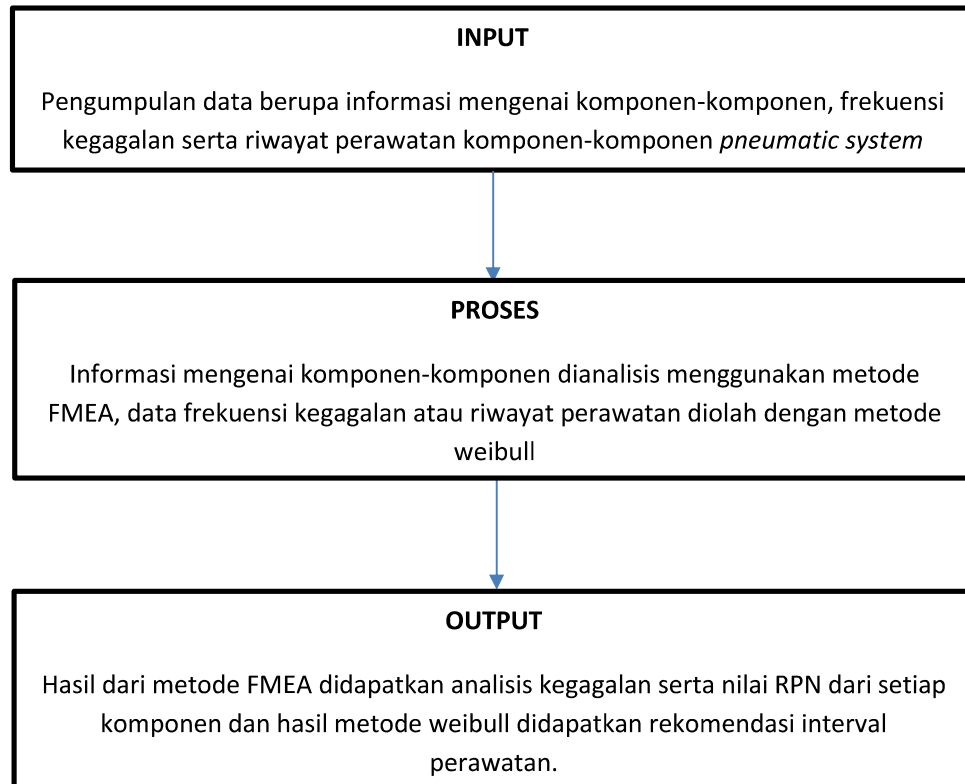 INPUT
Pengumpulan data berupa informasi mengenai komponen-komponen, frekuensi
kegagalan serta riwayat perawatan komponen-komponen pneumatic system
PROSES
Informasi mengenai komponen-komponen dianalisis menggunakan metode
FMEA, data frekuensi kegagalan atau riwayat perawatan diolah dengan metode
weibull
OUTPUT
Hasil dari metode FMEA didapatkan analisis kegagalan serta nilai RPN dari setiap
komponen dan hasil metode weibull didapatkan rekomendasi interval
perawatan.